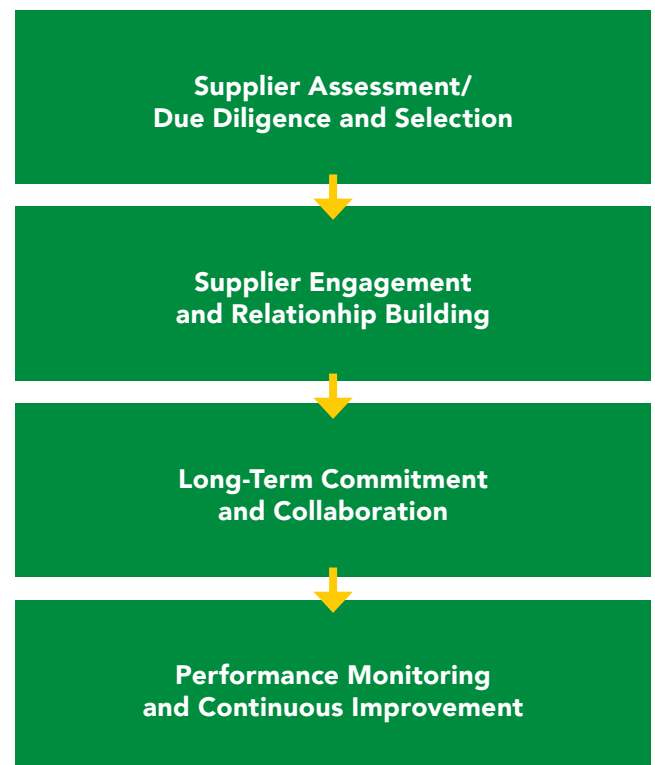 Supplier Assessment/
Due Diligence and Selection
Supplier Engagement
and Relationhip Building
Long-Term Commitment
and Collaboration
Performance Monitoring
and Continuous Improvement